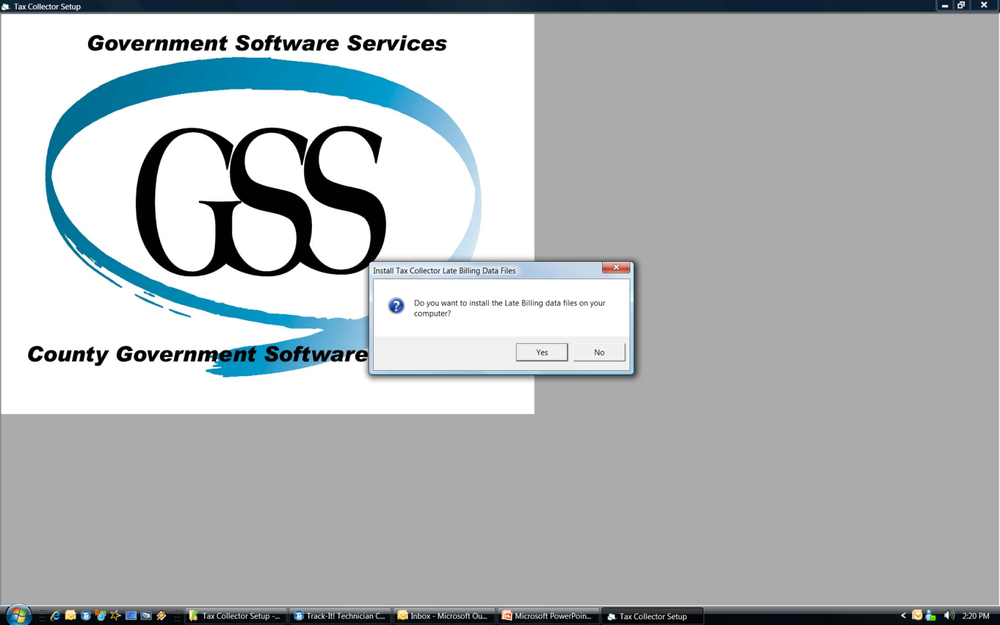 Tax Collector Setup
Government Software Services
GSS
County Government Software
Install Tax Collector Late Billing Data Files
Do you want to install the Late Billing data files on your
computer?
Yes
No
Tax Collector Setup -...
Track-It! Technician C...
Inbox - Microsoft Ou...
Microsoft PowerPoin...
Tax Collector Setup
2:20 PM